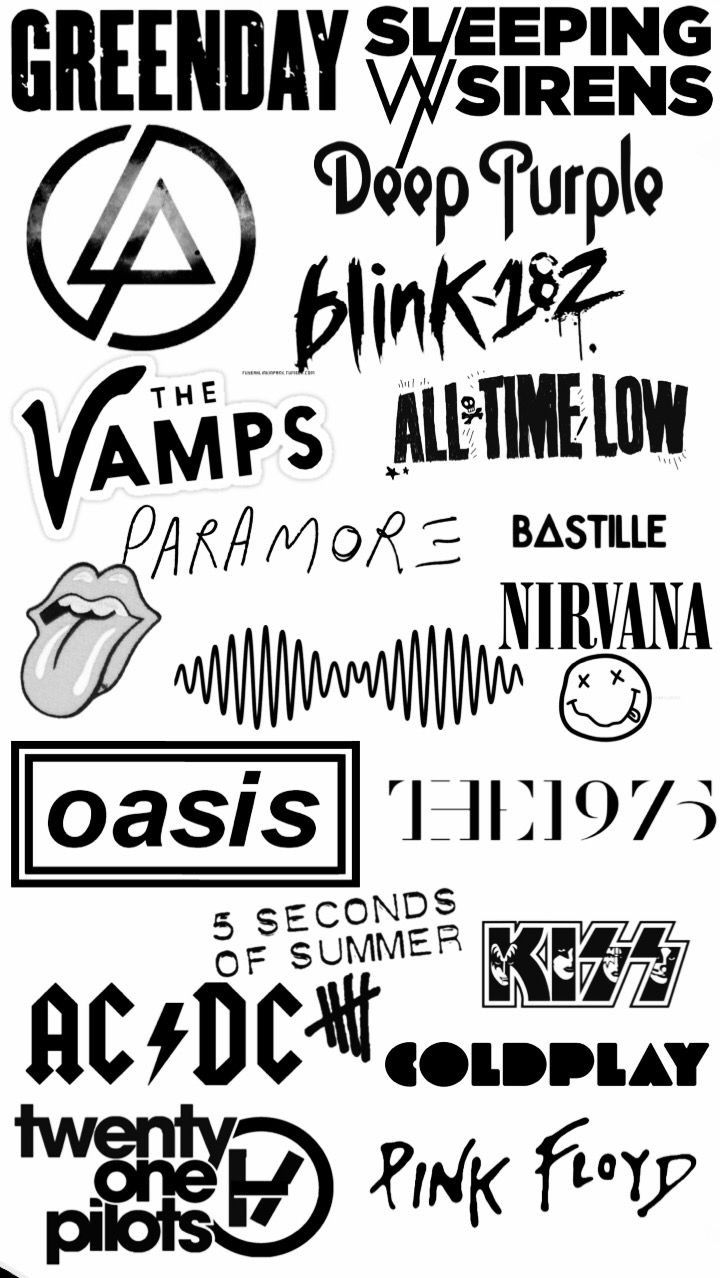 GREENDAY
SLEEPING
W/ SIRENS
Deep Purple
blink-182
THE
VAMPS
ALL TIME LOW
PARAMORE
BASTILLE
NIRVANA
oasis
THE 1975
5 SECONDS
OF SUMMER
KISS
AC DC
COLDPLAY
twenty
one
pilots
PINK FLOYD